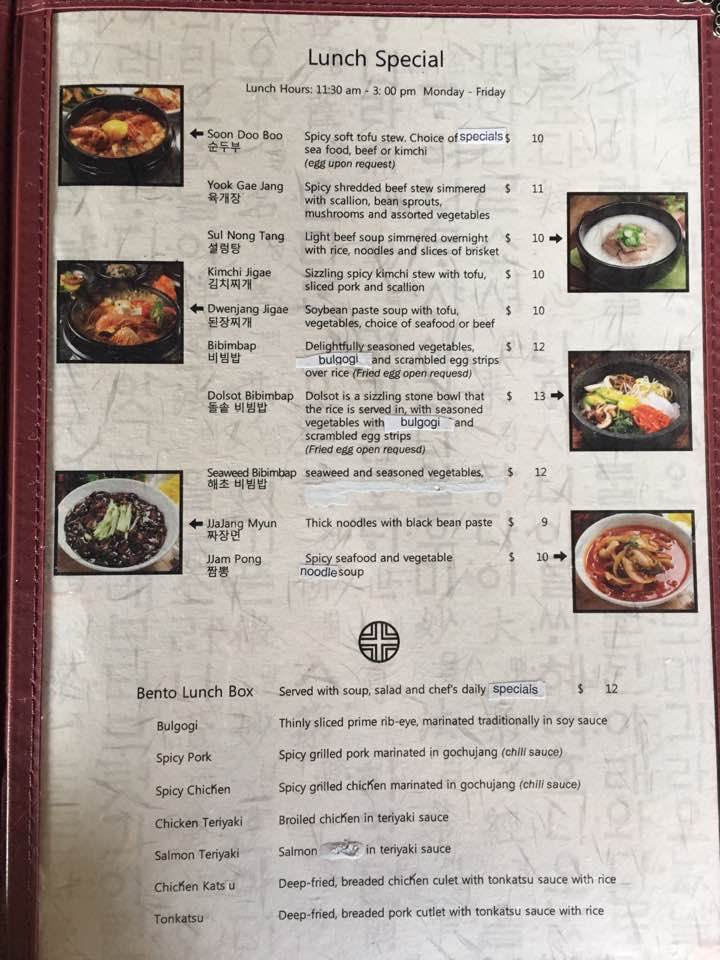 Lunch Special
Lunch Hours: 11:30 am - 3: 00 pm Monday - Friday
Soon Doo Boo
순두부
Spicy soft tofu stew. Choice of specials $ 10
sea food, beef or kimchi
(egg upon request)
Yook Gae Jang
육개장
Spicy shredded beef stew simmered $ 11
with scallion, bean sprouts,
mushrooms and assorted vegetables
Sul Nong Tang
설렁탕
Light beef soup simmered overnight $ 10
with rice, noodles and slices of brisket
Kimchi Jigae
김치찌개
Sizzling spicy kimchi stew with tofu, $ 10
sliced pork and scallion
Dwenjang Jigae
된장찌개
Soybean paste soup with tofu, $ 10
vegetables, choice of seafood or beef
Bibimbap
비빔밥
Delightfully seasoned vegetables, $ 12
bulgogi and scrambled egg strips
over rice (Fried egg open requesd)
Dolsot Bibimbap
돌솥 비빔밥
Dolsot is a sizzling stone bowl that $ 13
the rice is served in, with seasoned
vegetables with bulgogi and
scrambled egg strips
(Fried egg open requesd)
Seaweed Bibimbap
해초 비빔밥
seaweed and seasoned vegetables, $ 12
JJaJang Myun
짜장면
Thick noodles with black bean paste $ 9
JJam Pong
짬뽕
Spicy seafood and vegetable $ 10
noodle soup
Bento Lunch Box Served with soup, salad and chef's daily specials $ 12
Bulgogi Thinly sliced prime rib-eye, marinated traditionally in soy sauce
Spicy Pork Spicy grilled pork marinated in gochujang (chili sauce)
Spicy Chicken Spicy grilled chicken marinated in gochujang (chili sauce)
Chicken Teriyaki Broiled chicken in teriyaki sauce
Salmon Teriyaki Salmon in teriyaki sauce
Chicken Kats u Deep-fried, breaded chicken culet with tonkatsu sauce with rice
Tonkatsu Deep-fried, breaded pork cutlet with tonkatsu sauce with rice